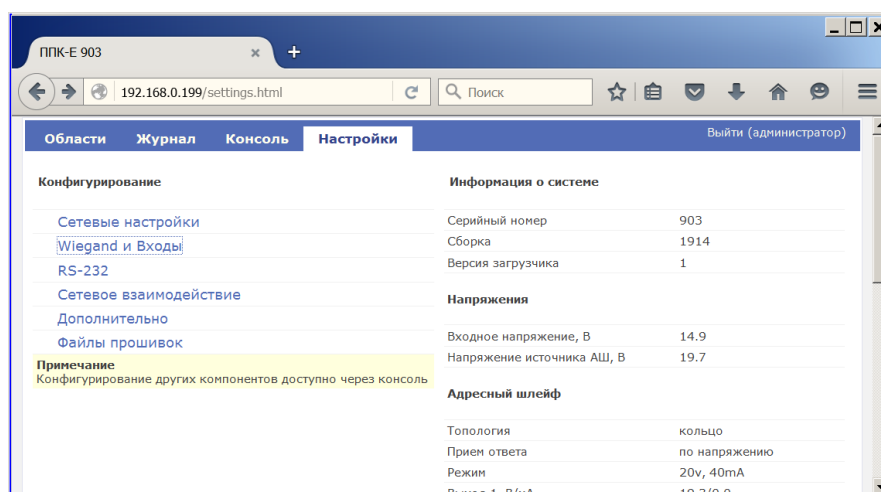 ППК-Е 903
192.168.0.199/settings.html
Поиск
Области Журнал Консоль Настройки Выйти (администратор)
Конфигурирование
Сетевые настройки
Wiegand и Входы
RS-232
Сетевое взаимодействие
Дополнительно
Файлы прошивок
Примечание
Конфигурирование других компонентов доступно через консоль
Информация о системе
Серийный номер 903
Сборка 1914
Версия загрузчика 1
Напряжения
Входное напряжение, В 14.9
Напряжение источника АШ, В 19.7
Адресный шлейф
Топология кольцо
Прием ответа по напряжению
Режим 20v, 40mA